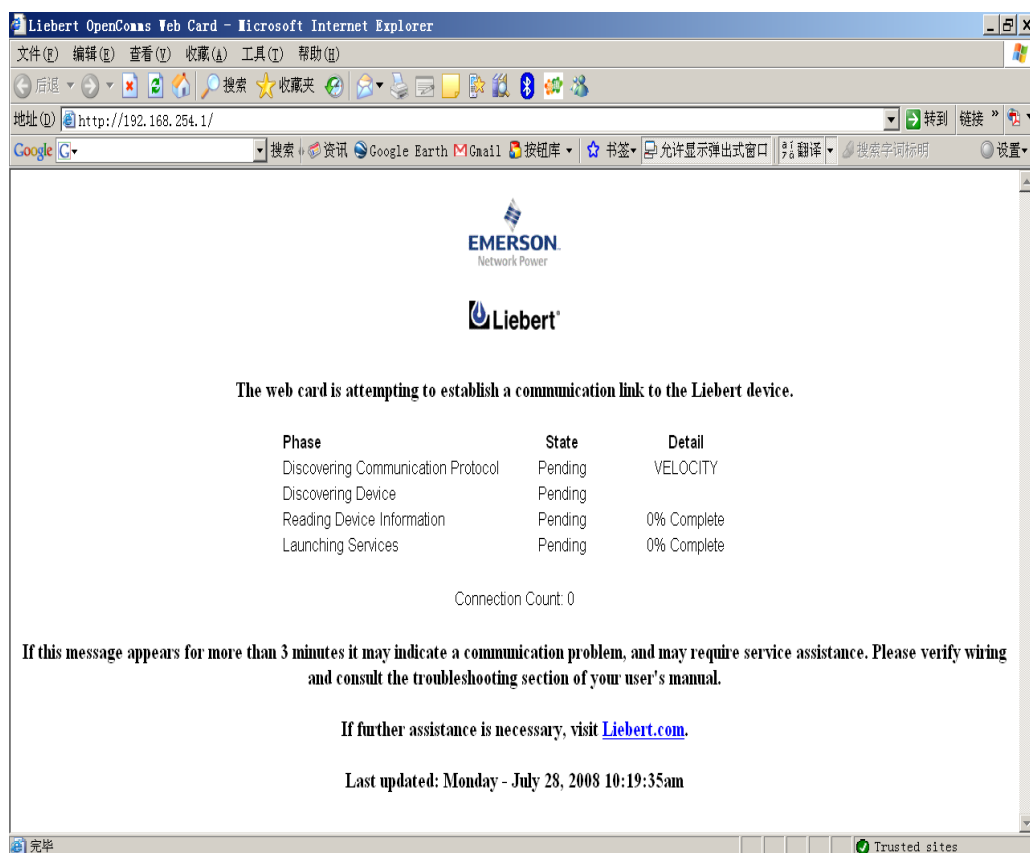 Liebert OpenComms Web Card - Microsoft Internet Explorer
文件(F) 编辑(E) 查看(V) 收藏(A) 工具(T) 帮助(H)
后退 搜索 收藏夹
地址(D) http://192.168.254.1/ 转到 链接 »
Google G 搜索 资讯 Google Earth Gmail 按钮库 书签 允许显示弹出式窗口 翻译 搜索字词标明 设置
EMERSON
Network Power
Liebert
The web card is attempting to establish a communication link to the Liebert device.
Phase State Detail
Discovering Communication Protocol Pending VELOCITY
Discovering Device Pending
Reading Device Information Pending 0% Complete
Launching Services Pending 0% Complete
Connection Count: 0
If this message appears for more than 3 minutes it may indicate a communication problem, and may require service assistance. Please verify wiring
and consult the troubleshooting section of your user's manual.
If further assistance is necessary, visit Liebert.com.
Last updated: Monday - July 28, 2008 10:19:35am
完毕 Trusted sites